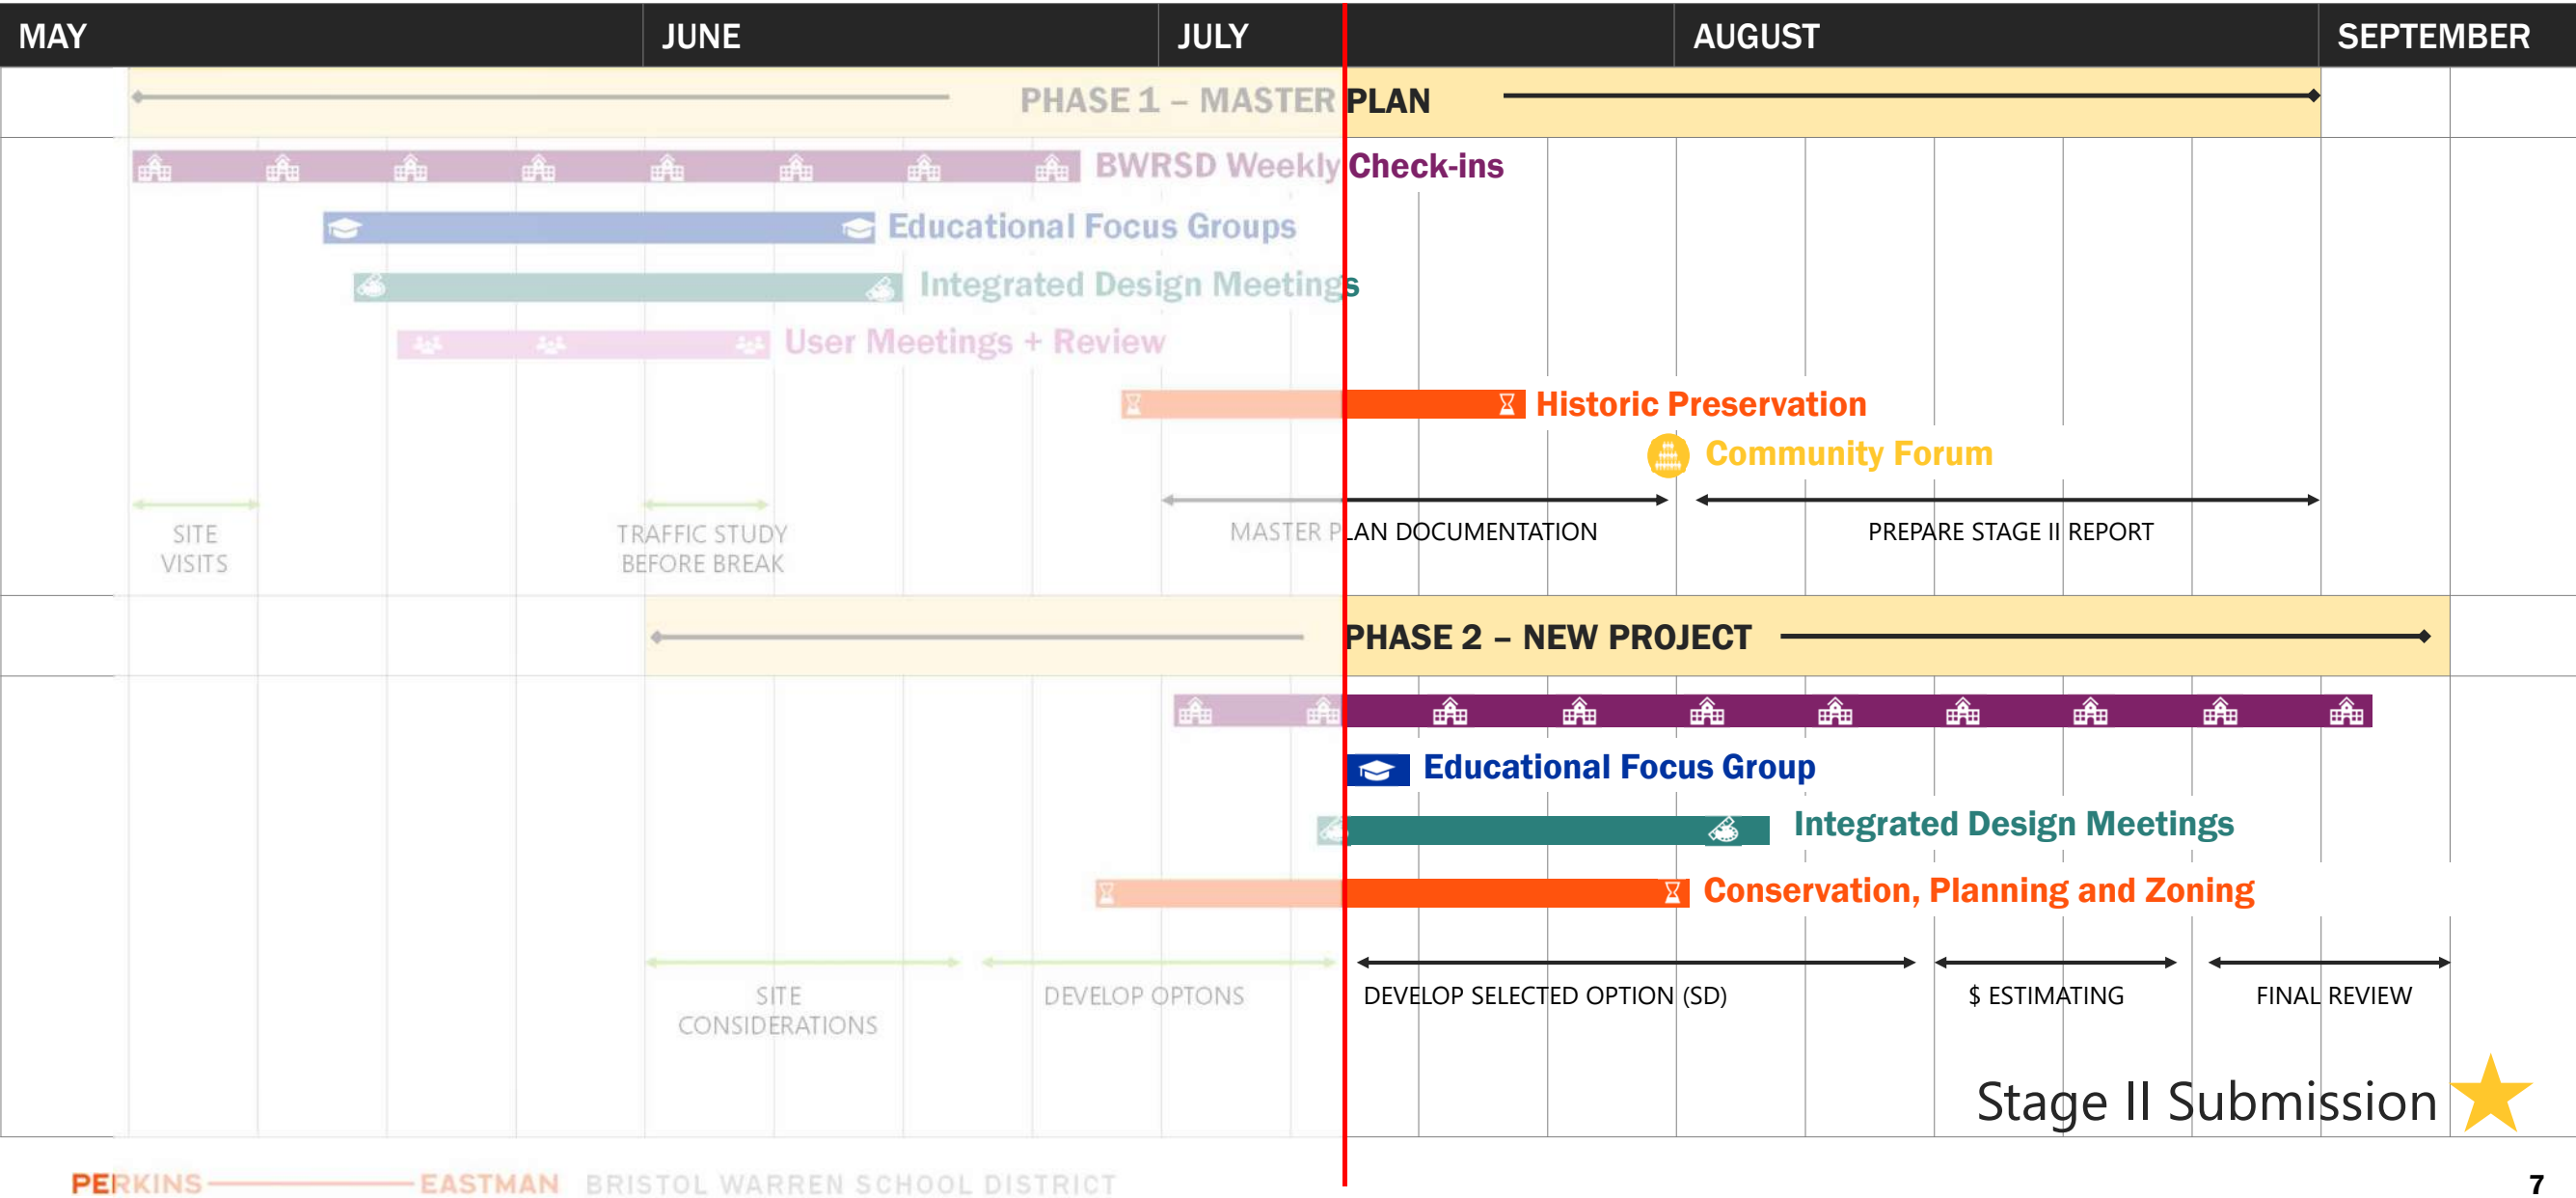 MAY JUNE JULY AUGUST SEPTEMBER
PHASE 1 – MASTER PLAN
BWRSD Weekly Check-ins
Educational Focus Groups
Integrated Design Meetings
User Meetings + Review
Historic Preservation
Community Forum
SITE
VISITS
TRAFFIC STUDY
BEFORE BREAK
MASTER PLAN DOCUMENTATION
PREPARE STAGE II REPORT
PHASE 2 – NEW PROJECT
Educational Focus Group
Integrated Design Meetings
Conservation, Planning and Zoning
SITE
CONSIDERATIONS
DEVELOP OPTONS
DEVELOP SELECTED OPTION (SD)
$ ESTIMATING
FINAL REVIEW
Stage II Submission
PERKINS EASTMAN BRISTOL WARREN SCHOOL DISTRICT
7